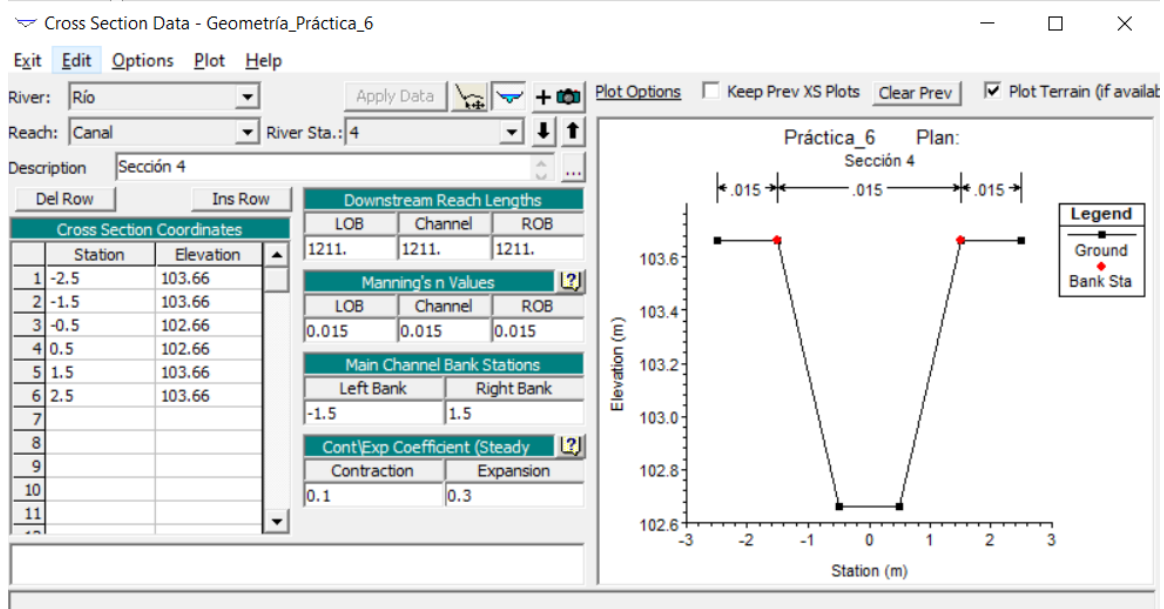 Cross Section Data - Geometría_Práctica_6
Exit Edit Options Plot Help
River: Río
Apply Data
Plot Options Keep Prev XS Plots Clear Prev Plot Terrain (if availab
Reach: Canal River Sta.: 4
Description Sección 4
Del Row Ins Row
Cross Section Coordinates
Station Elevation
1 -2.5 103.66
2 -1.5 103.66
3 -0.5 102.66
4 0.5 102.66
5 1.5 103.66
6 2.5 103.66
7
8
9
10
11
Downstream Reach Lengths
LOB Channel ROB
1211. 1211. 1211.
Manning's n Values
LOB Channel ROB
0.015 0.015 0.015
Main Channel Bank Stations
Left Bank Right Bank
-1.5 1.5
Cont\Exp Coefficient (Steady
Contraction Expansion
0.1 0.3
Práctica_6 Plan:
Sección 4
.015 .015 .015
Legend
Ground
Bank Sta
Elevation (m)
103.6
103.4
103.2
103.0
102.8
102.6
-3 -2 -1 0 1 2 3
Station (m)